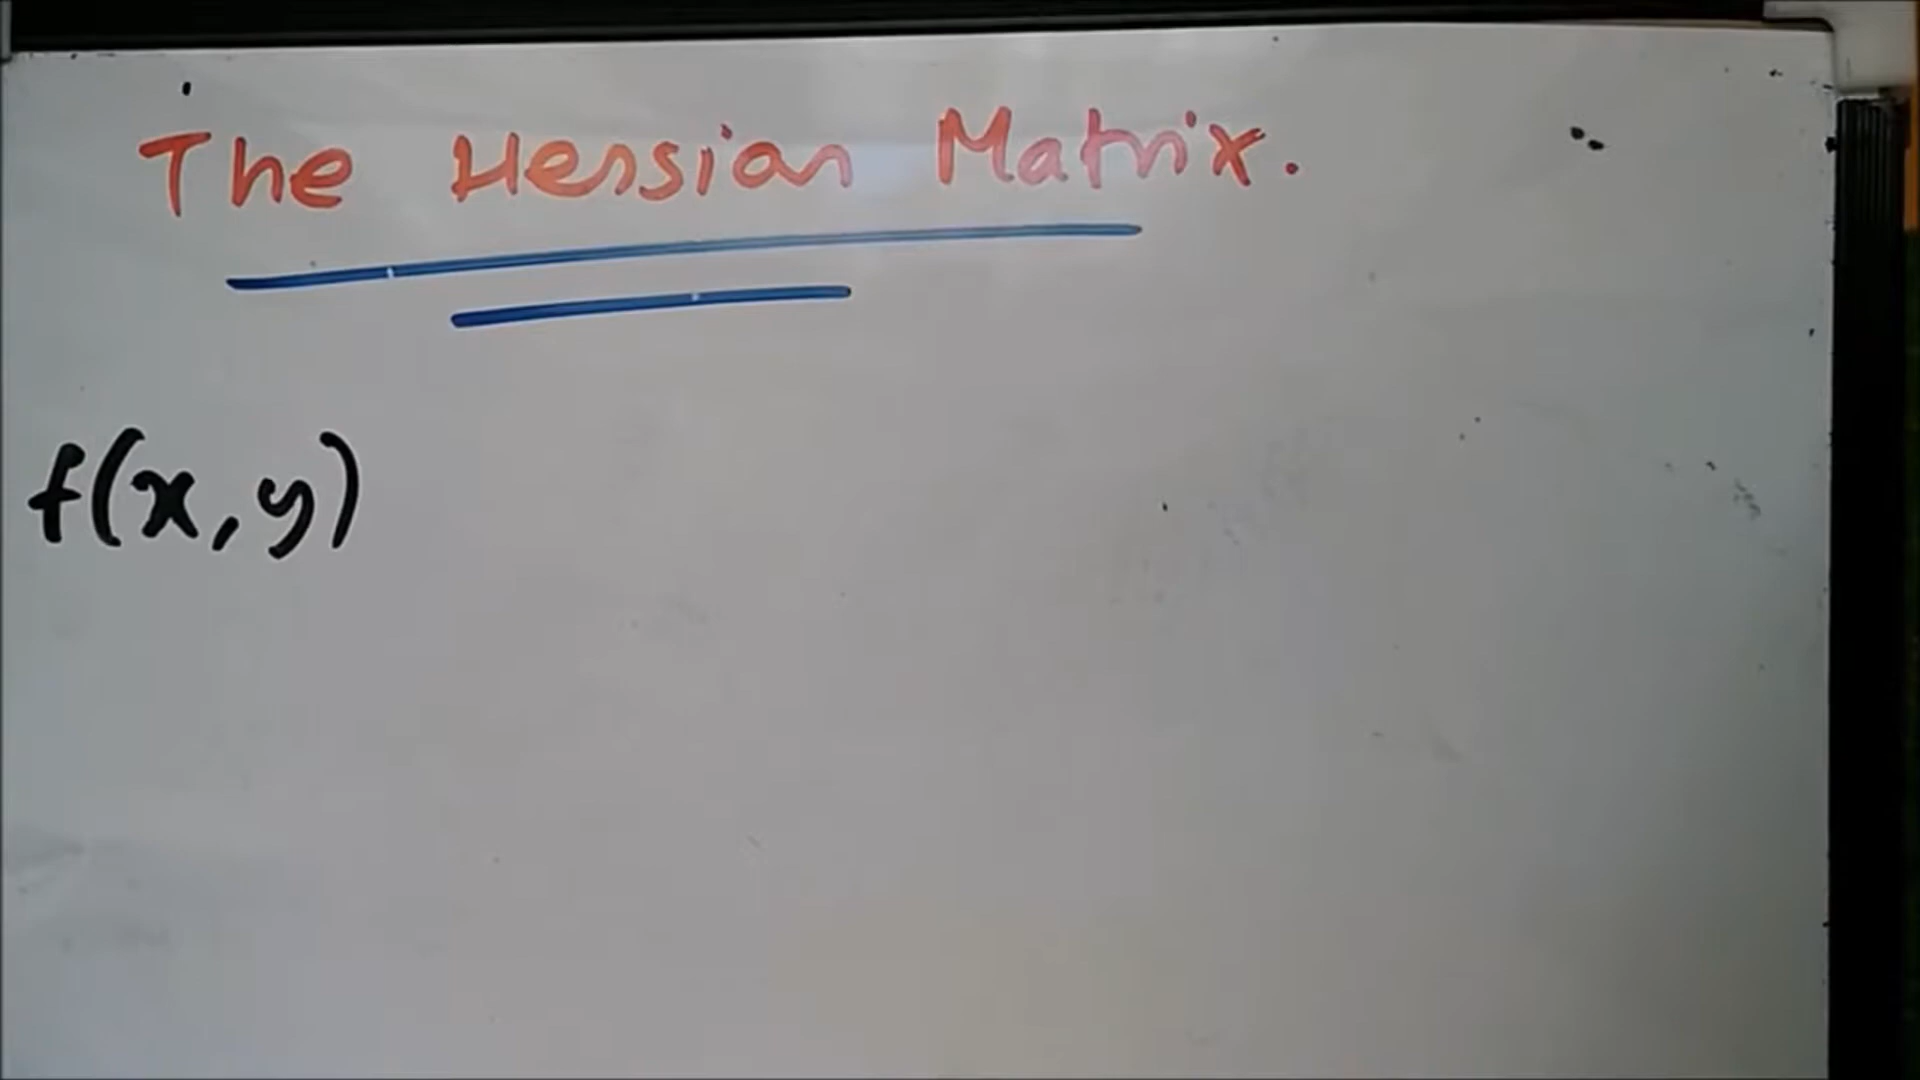 The Hessian Matrix.
f(x,y)